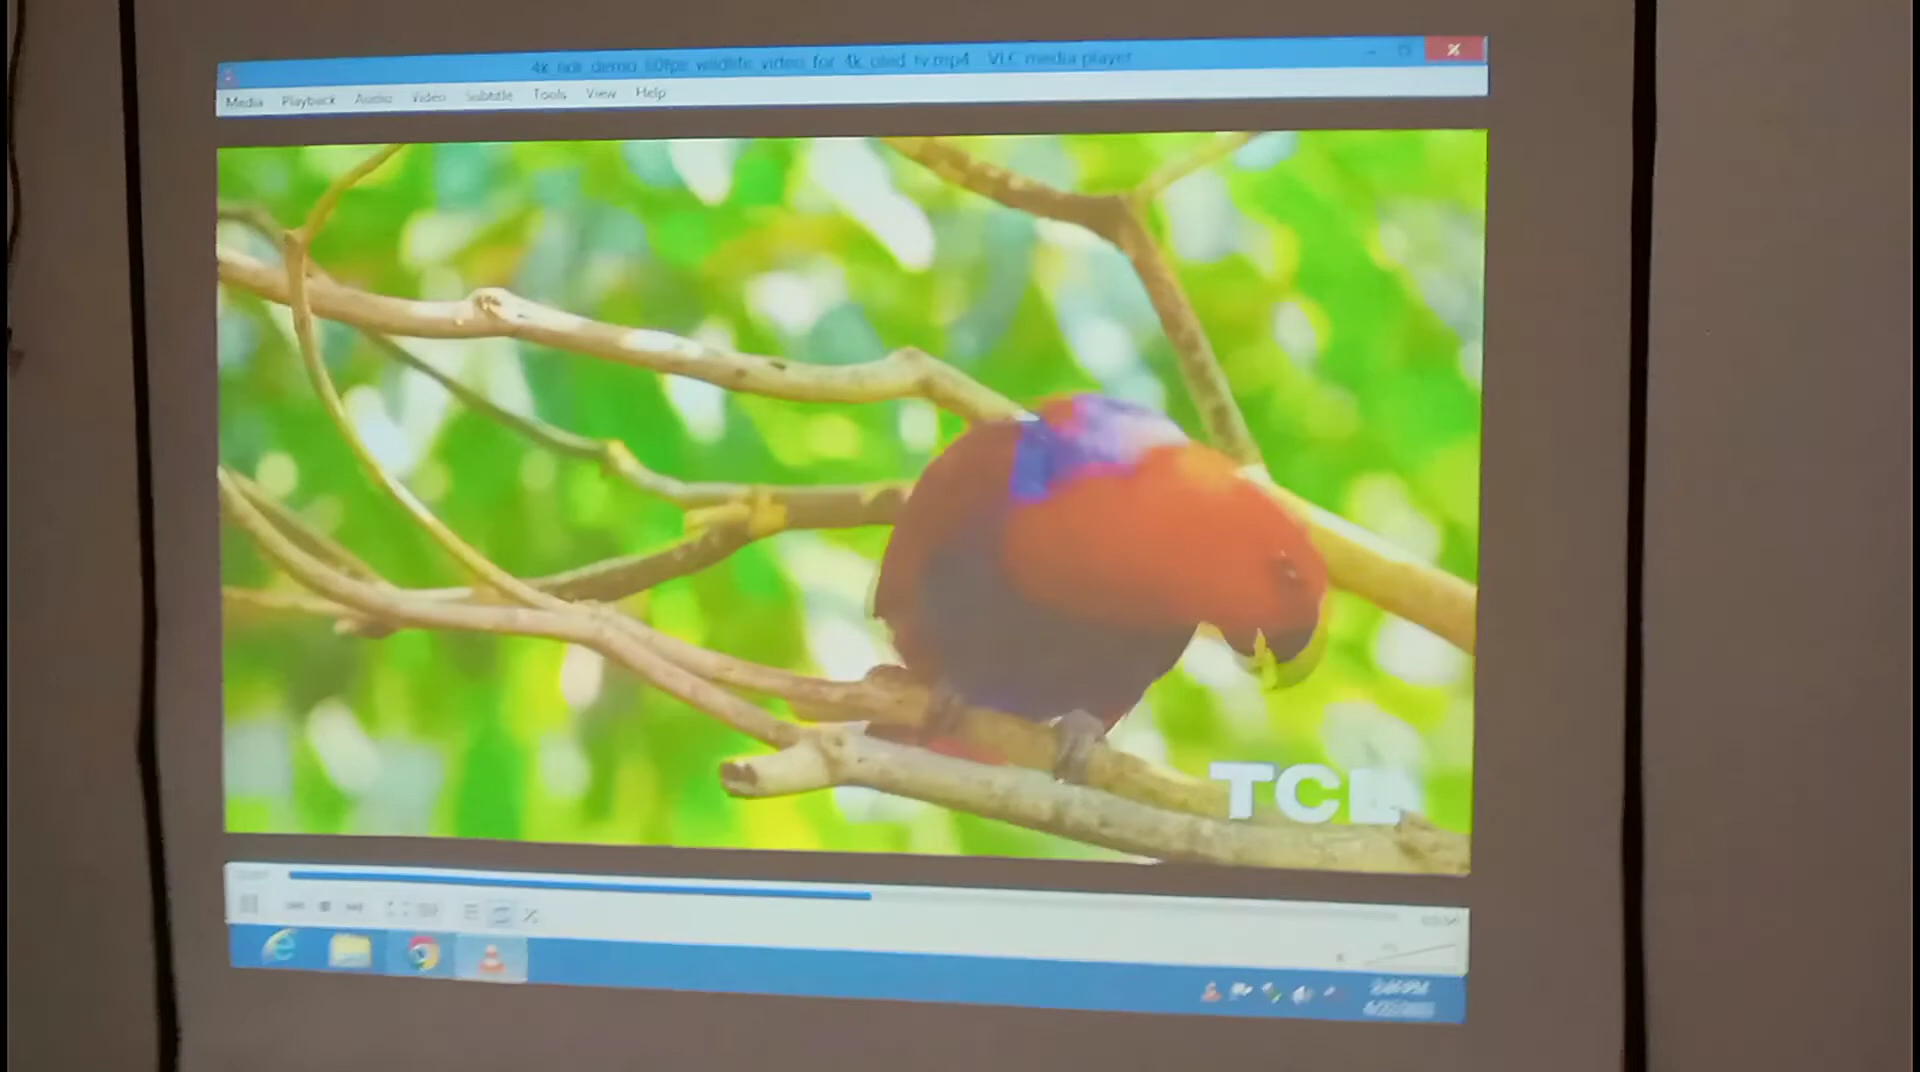 4k hdr demo 60fps wildlife video for 4k oled tv.mp4 - VLC media player
Media Playback Audio Video Subtitle Tools View Help
TCL